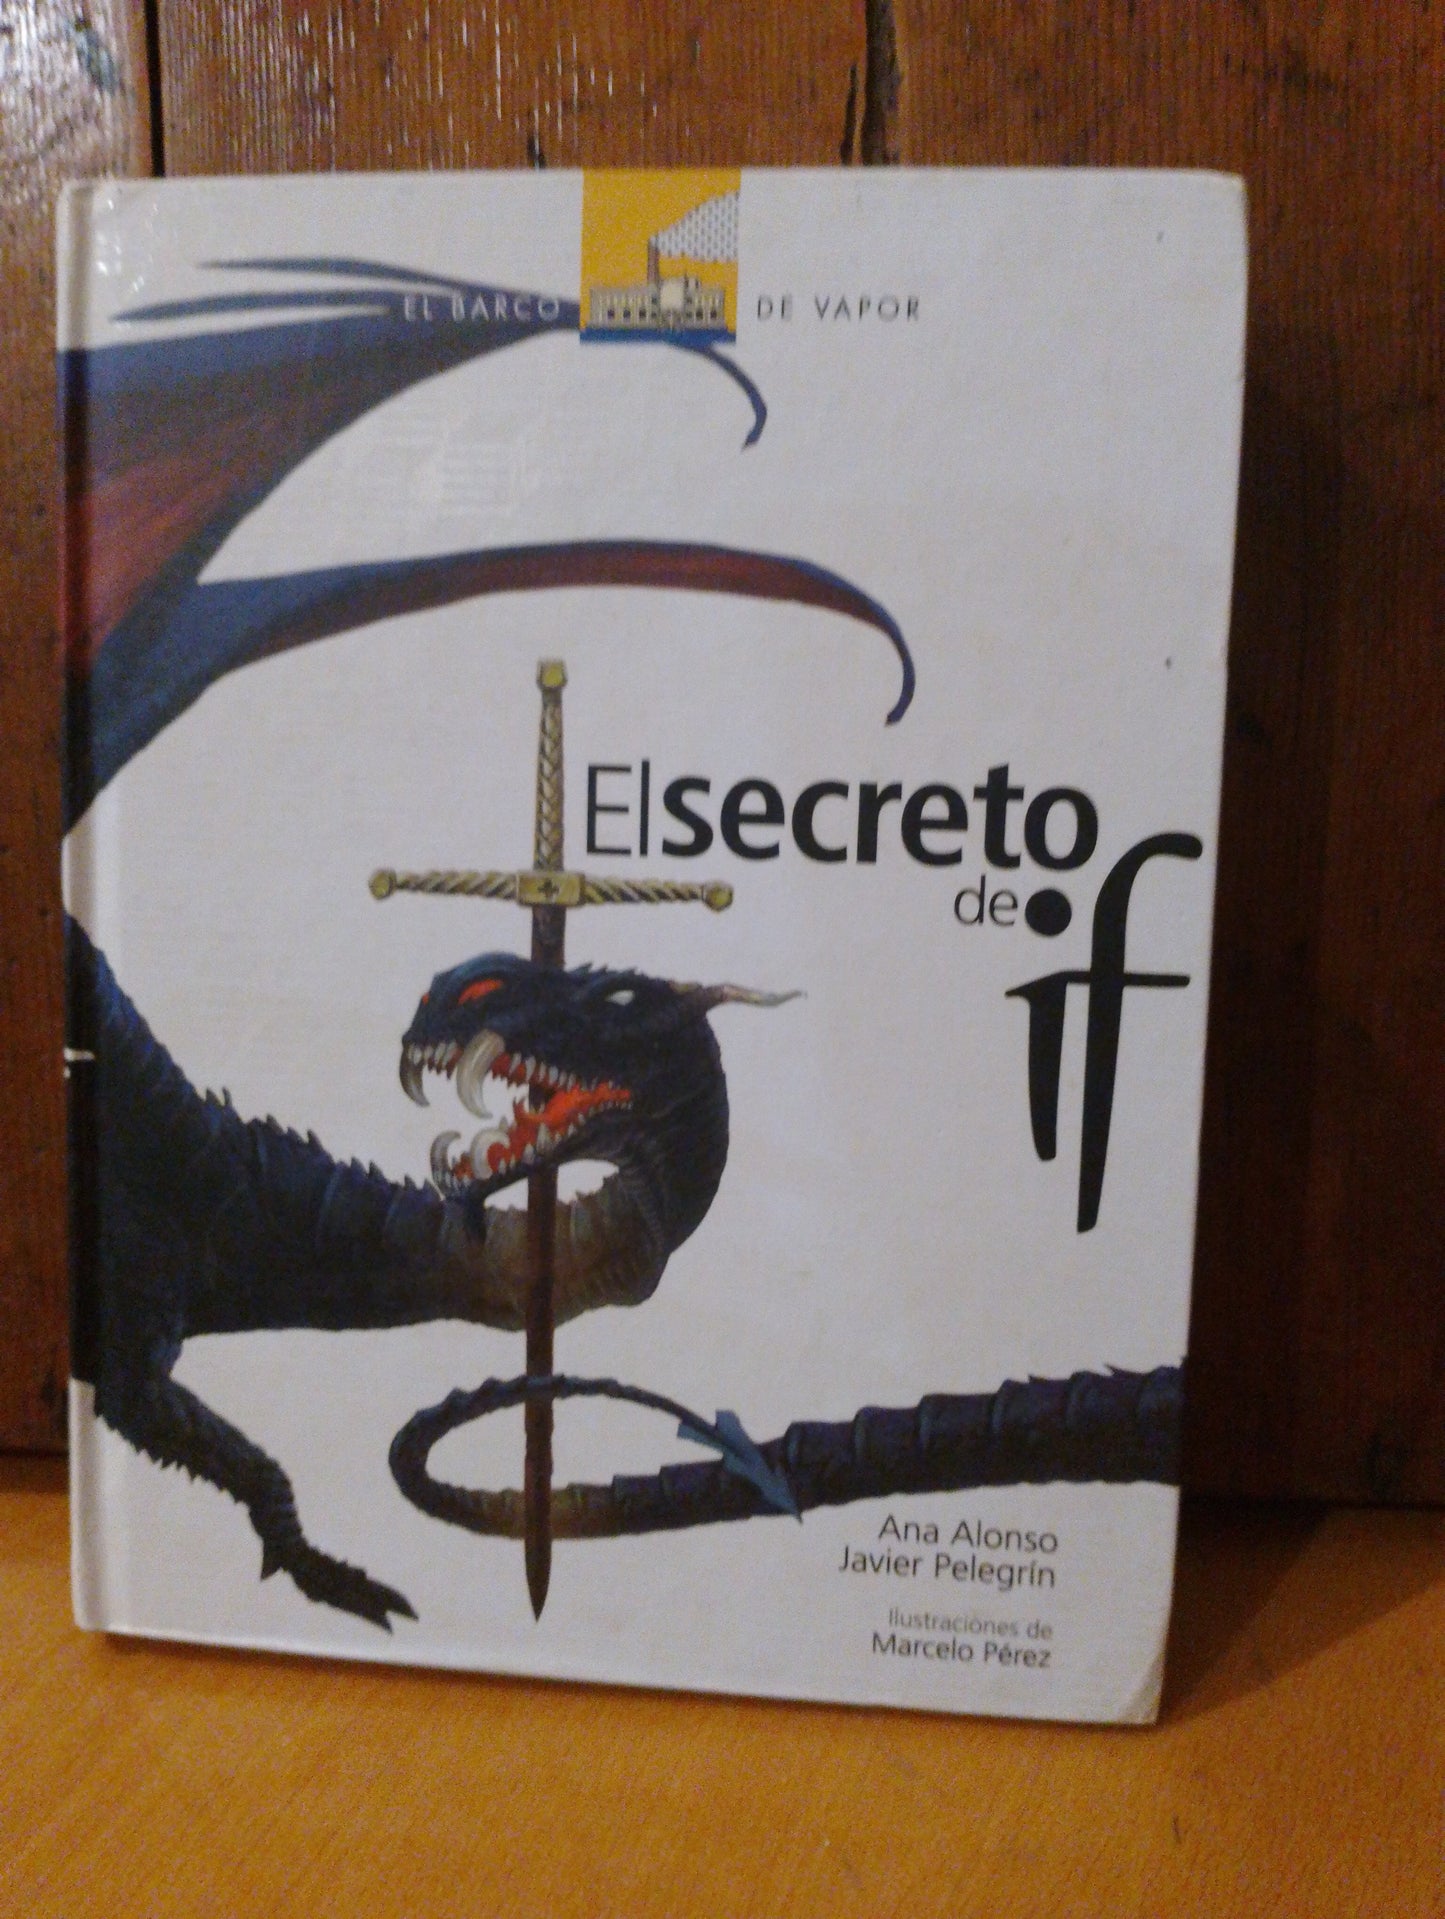 EL BARCO DE VAPOR
El secreto
de if
Ana Alonso
Javier Pelegrín
Ilustraciones de
Marcelo Pérez